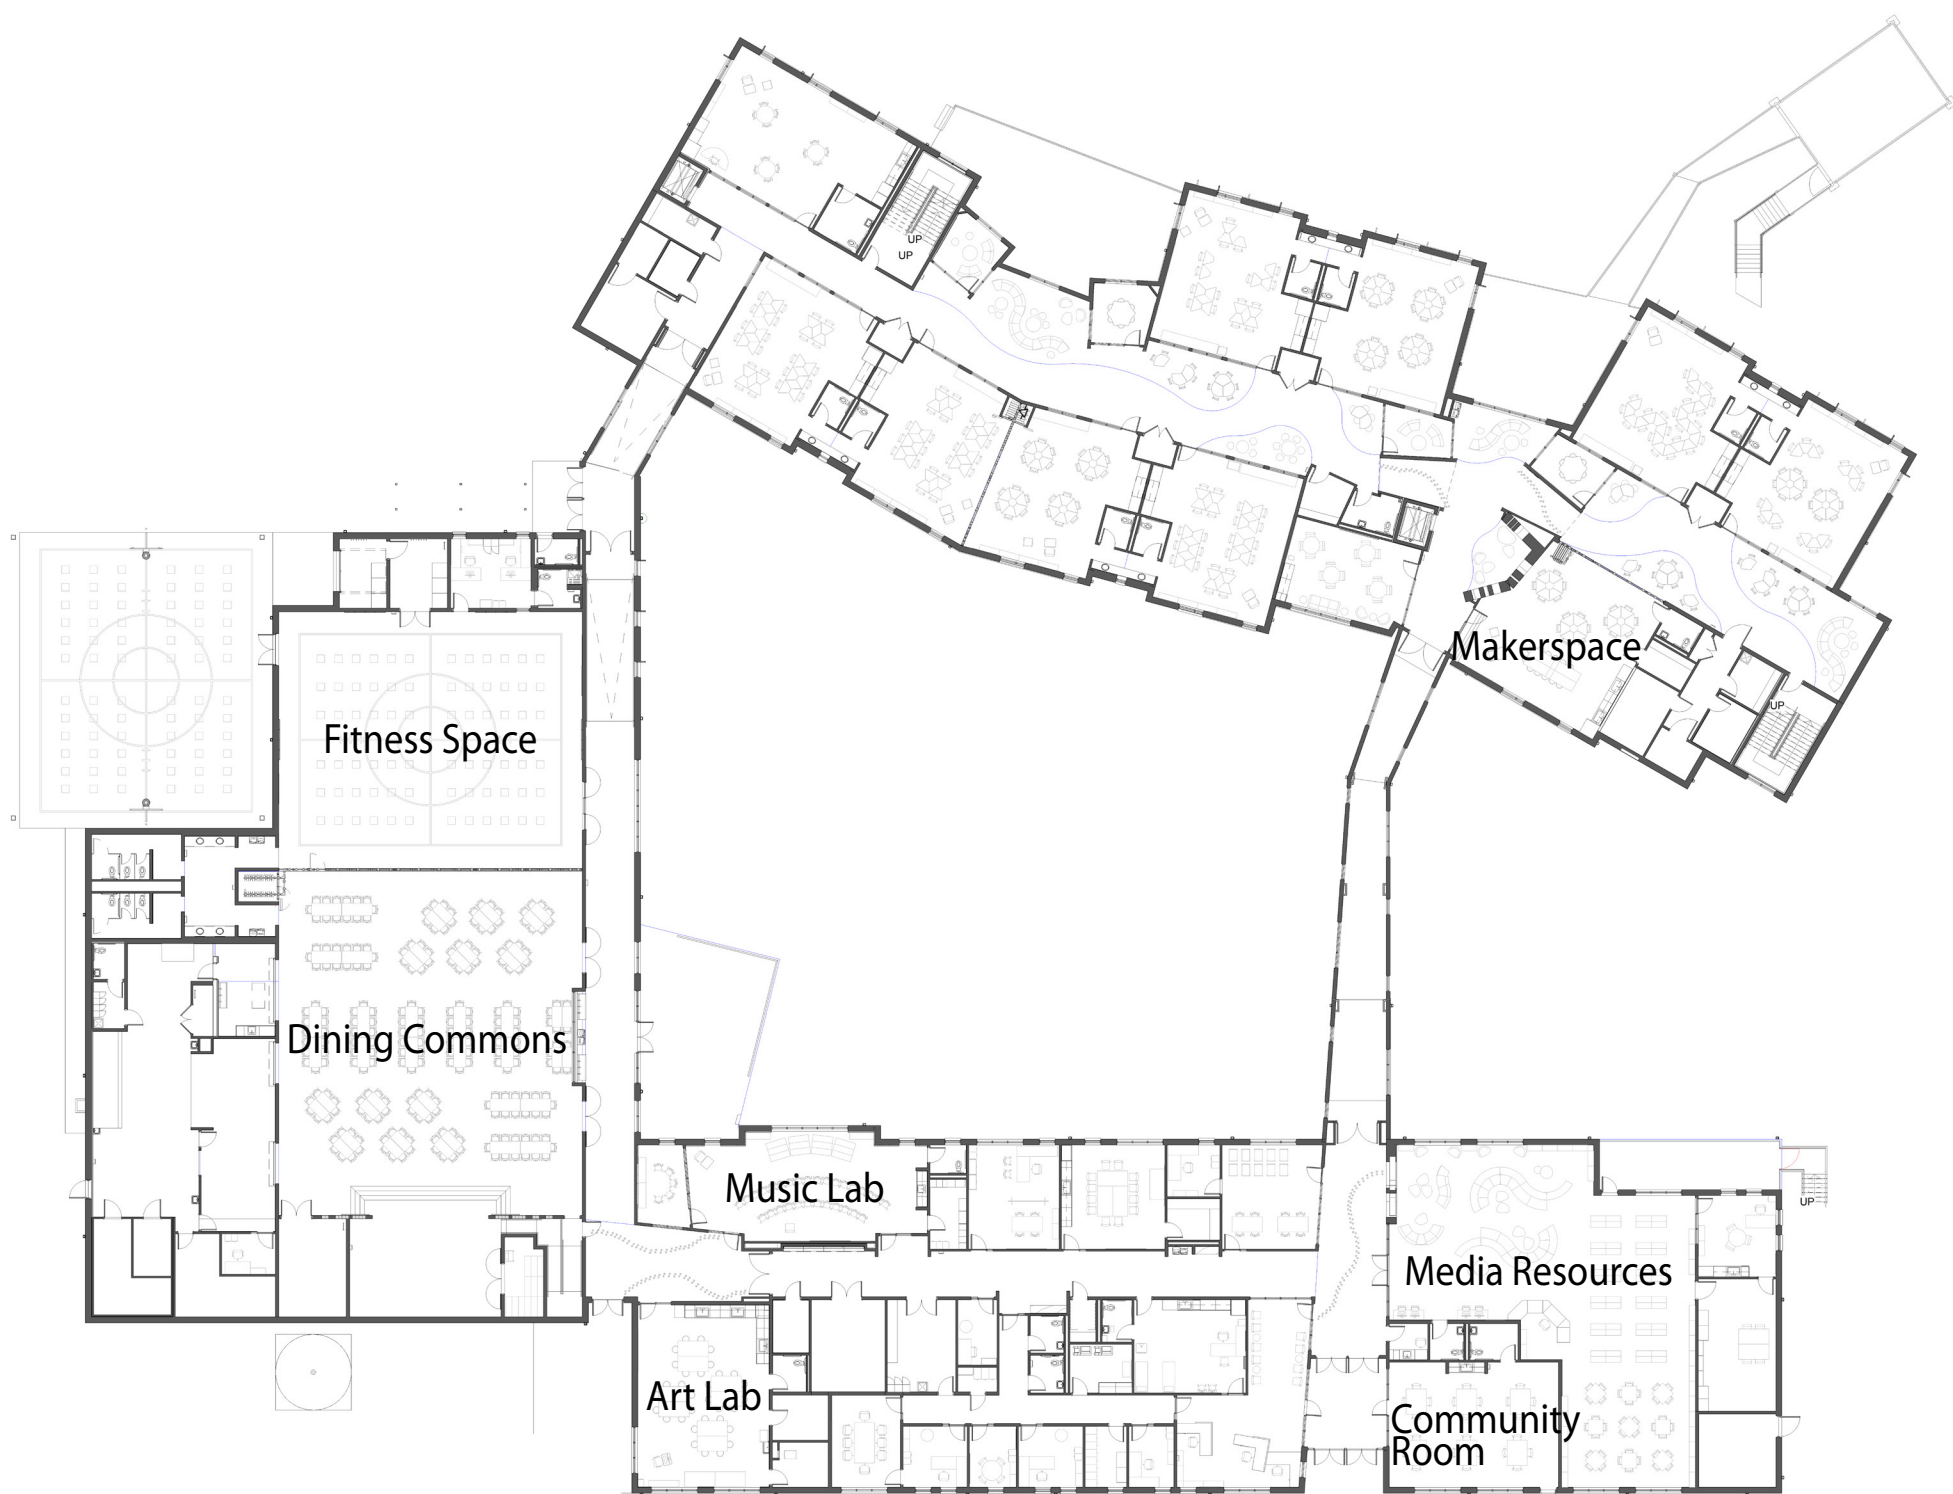 UP
UP
Makerspace
UP
Fitness Space
Dining Commons
Music Lab
UP
Media Resources
Art Lab
Community
Room